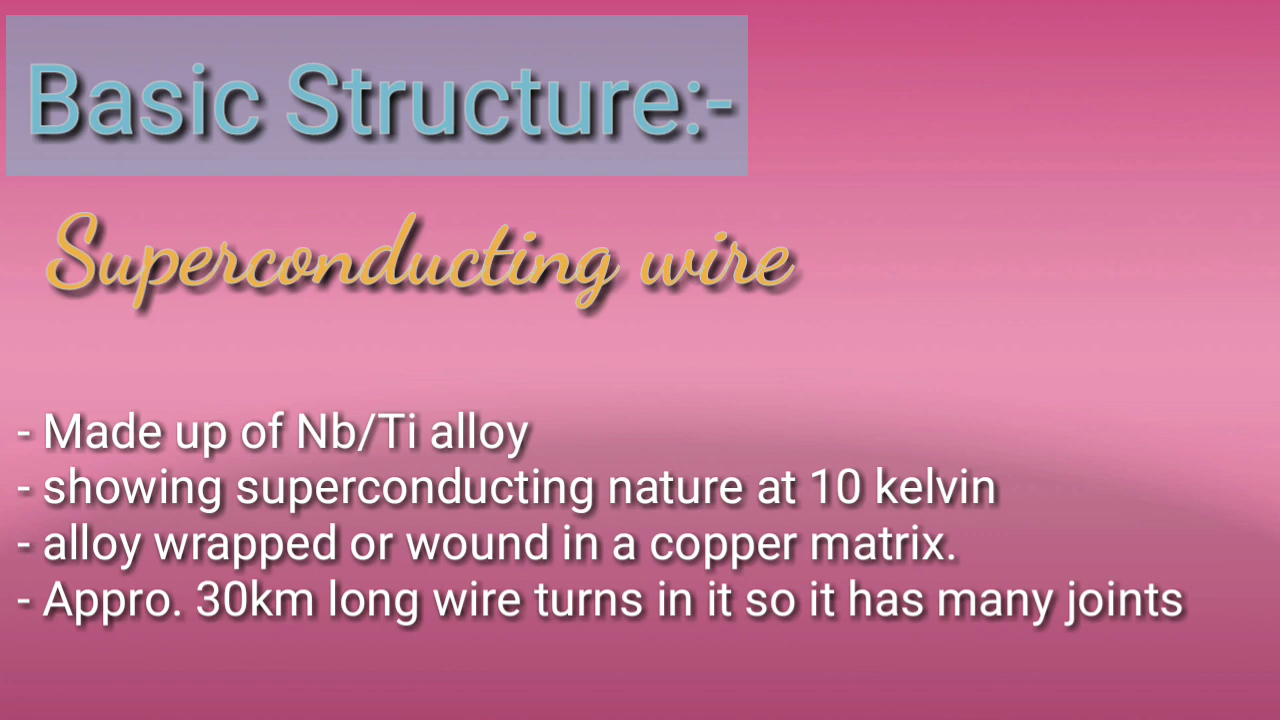 Basic Structure:-
Superconducting wire
- Made up of Nb/Ti alloy
- showing superconducting nature at 10 kelvin
- alloy wrapped or wound in a copper matrix.
- Appro. 30km long wire turns in it so it has many joints